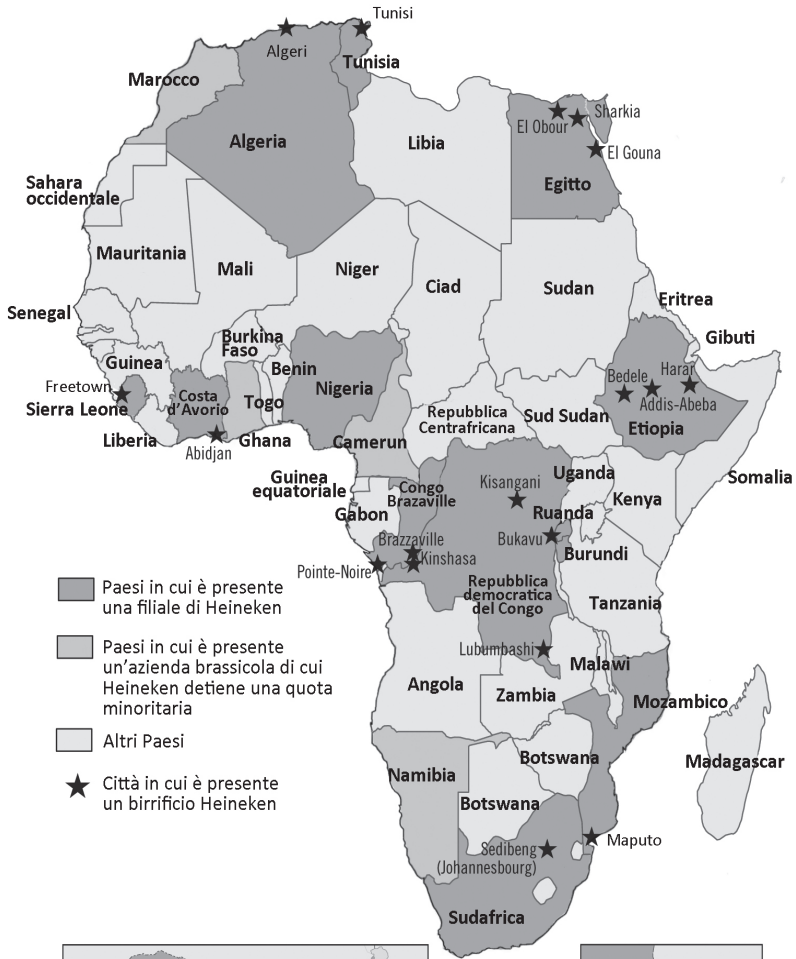 Tunisi
Algeri
Tunisia
Marocco
Sharkia
El Obour
Algeria
Libia
El Gouna
Sahara
occidentale
Egitto
Mauritania
Mali
Niger
Ciad
Sudan
Eritrea
Senegal
Gibuti
Burkina
Faso
Guinea
Benin
Harar
Bedele
Freetown
Nigeria
Costa
d'Avorio
Togo
Addis-Abeba
Sierra Leone
Repubblica
Centrafricana
Sud Sudan
Etiopia
Liberia
Ghana
Camerun
Abidjan
Guinea
equatoriale
Uganda
Somalia
Kisangani
Congo
Brazaville
Kenya
Gabon
Ruanda
Brazzaville
Bukavu
Burundi
Kinshasa
Pointe-Noire
Repubblica
democratica
del Congo
Tanzania
Lubumbashi
Malawi
Angola
Zambia
Mozambico
Botswana
Madagascar
Namibia
Botswana
Maputo
Sedibeng
(Johannesbourg)
Sudafrica
Paesi in cui è presente
una filiale di Heineken
Paesi in cui è presente
un'azienda brassicola di cui
Heineken detiene una quota
minoritaria
Altri Paesi
Città in cui è presente
un birrificio Heineken